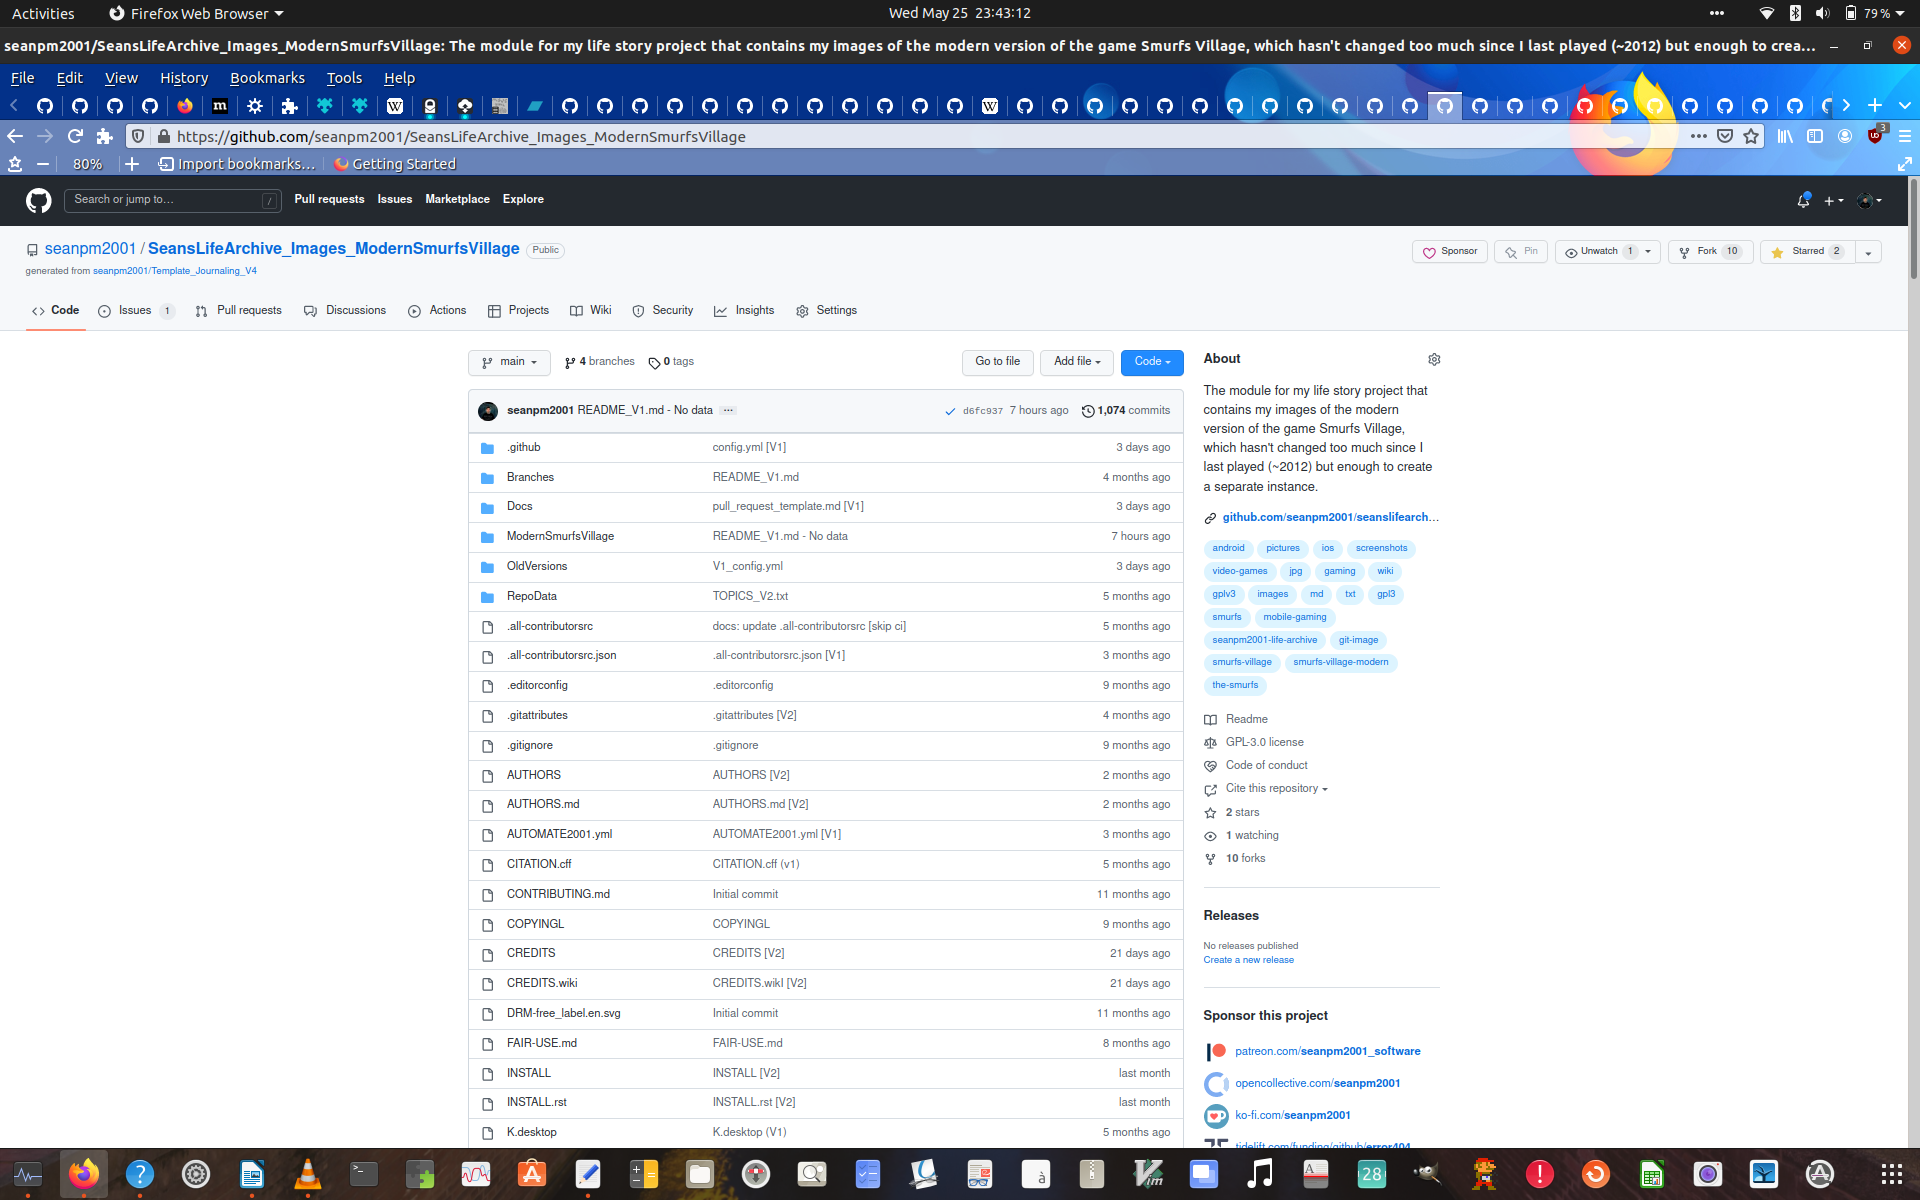 Activities Firefox Web Browser Wed May 25 23:43:12 79 %
seanpm2001/SeansLifeArchive_Images_ModernSmurfsVillage: The module for my life story project that contains my images of the modern version of the game Smurfs Village, which hasn't changed too much since I last played (~2012) but enough to crea…
File Edit View History Bookmarks Tools Help
https://github.com/seanpm2001/SeansLifeArchive_Images_ModernSmurfsVillage 3
80% Import bookmarks… Getting Started
Search or jump to… / Pull requests Issues Marketplace Explore
seanpm2001 / SeansLifeArchive_Images_ModernSmurfsVillage Public Sponsor Pin Unwatch 1 Fork 10 Starred 2
generated from seanpm2001/Template_Journaling_V4
Code Issues 1 Pull requests Discussions Actions Projects Wiki Security Insights Settings
main 4 branches 0 tags Go to file Add file Code
seanpm2001 README_V1.md - No data … d6fc937 7 hours ago 1,074 commits
.github config.yml [V1] 3 days ago
Branches README_V1.md 4 months ago
Docs pull_request_template.md [V1] 3 days ago
ModernSmurfsVillage README_V1.md - No data 7 hours ago
OldVersions V1_config.yml 3 days ago
RepoData TOPICS_V2.txt 5 months ago
.all-contributorsrc docs: update .all-contributorsrc [skip ci] 5 months ago
.all-contributorsrc.json .all-contributorsrc.json [V1] 3 months ago
.editorconfig .editorconfig 9 months ago
.gitattributes .gitattributes [V2] 4 months ago
.gitignore .gitignore 9 months ago
AUTHORS AUTHORS [V2] 2 months ago
AUTHORS.md AUTHORS.md [V2] 2 months ago
AUTOMATE2001.yml AUTOMATE2001.yml [V1] 3 months ago
CITATION.cff CITATION.cff (v1) 5 months ago
CONTRIBUTING.md Initial commit 11 months ago
COPYINGL COPYINGL 9 months ago
CREDITS CREDITS [V2] 21 days ago
CREDITS.wiki CREDITS.wikI [V2] 21 days ago
DRM-free_label.en.svg Initial commit 11 months ago
FAIR-USE.md FAIR-USE.md 8 months ago
INSTALL INSTALL [V2] last month
INSTALL.rst INSTALL.rst [V2] last month
K.desktop K.desktop (V1) 5 months ago
About
The module for my life story project that
contains my images of the modern
version of the game Smurfs Village,
which hasn't changed too much since I
last played (~2012) but enough to create
a separate instance.
github.com/seanpm2001/seanslifearch…
android pictures ios screenshots
video-games jpg gaming wiki
gplv3 images md txt gpl3
smurfs mobile-gaming
seanpm2001-life-archive git-image
smurfs-village smurfs-village-modern
the-smurfs
Readme
GPL-3.0 license
Code of conduct
Cite this repository
2 stars
1 watching
10 forks
Releases
No releases published
Create a new release
Sponsor this project
patreon.com/seanpm2001_software
opencollective.com/seanpm2001
ko-fi.com/seanpm2001
tidelift.com/funding/github/error404
28